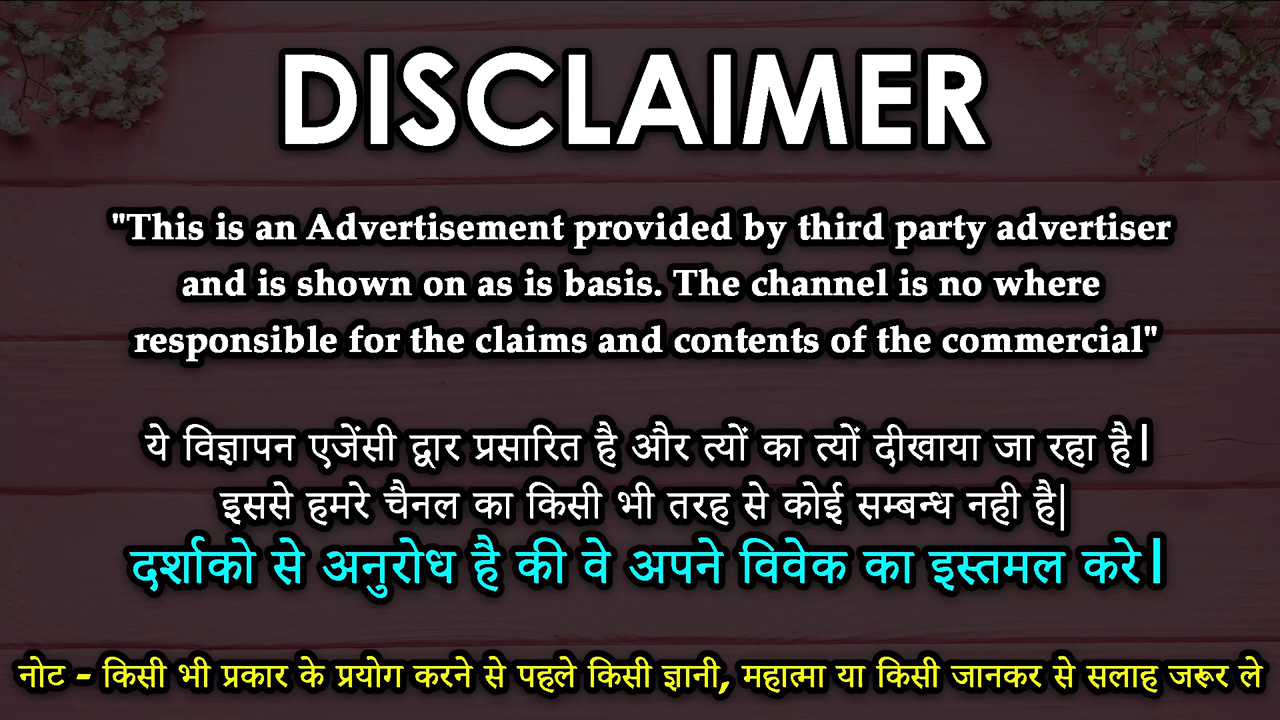 DISCLAIMER
"This is an Advertisement provided by third party advertiser
and is shown on as is basis. The channel is no where
responsible for the claims and contents of the commercial"
ये विज्ञापन एजेंसी द्वार प्रसारित है और त्यों का त्यों दीखाया जा रहा है।
इससे हमरे चैनल का किसी भी तरह से कोई सम्बन्ध नही है|
दर्शाको से अनुरोध है की वे अपने विवेक का इस्तमल करे।
नोट - किसी भी प्रकार के प्रयोग करने से पहले किसी ज्ञानी, महात्मा या किसी जानकर से सलाह जरूर ले